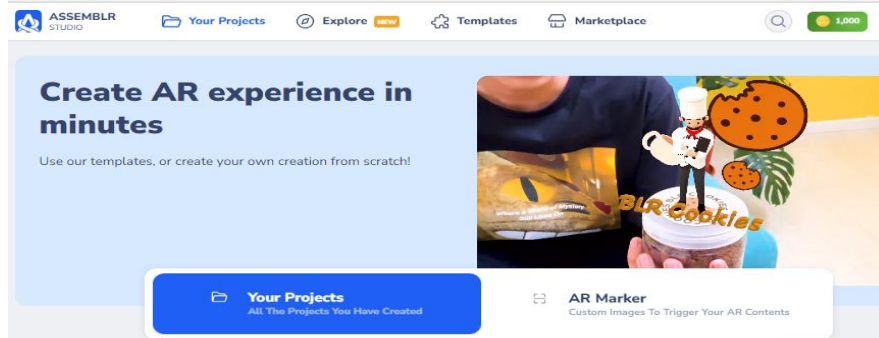 ASSEMBLR
STUDIO
Your Projects
Explore NEW
Templates
Marketplace
1,000
Create AR experience in
minutes
Use our templates, or create your own creation from scratch!
BLR Cookies
Your Projects
All The Projects You Have Created
AR Marker
Custom Images To Trigger Your AR Contents